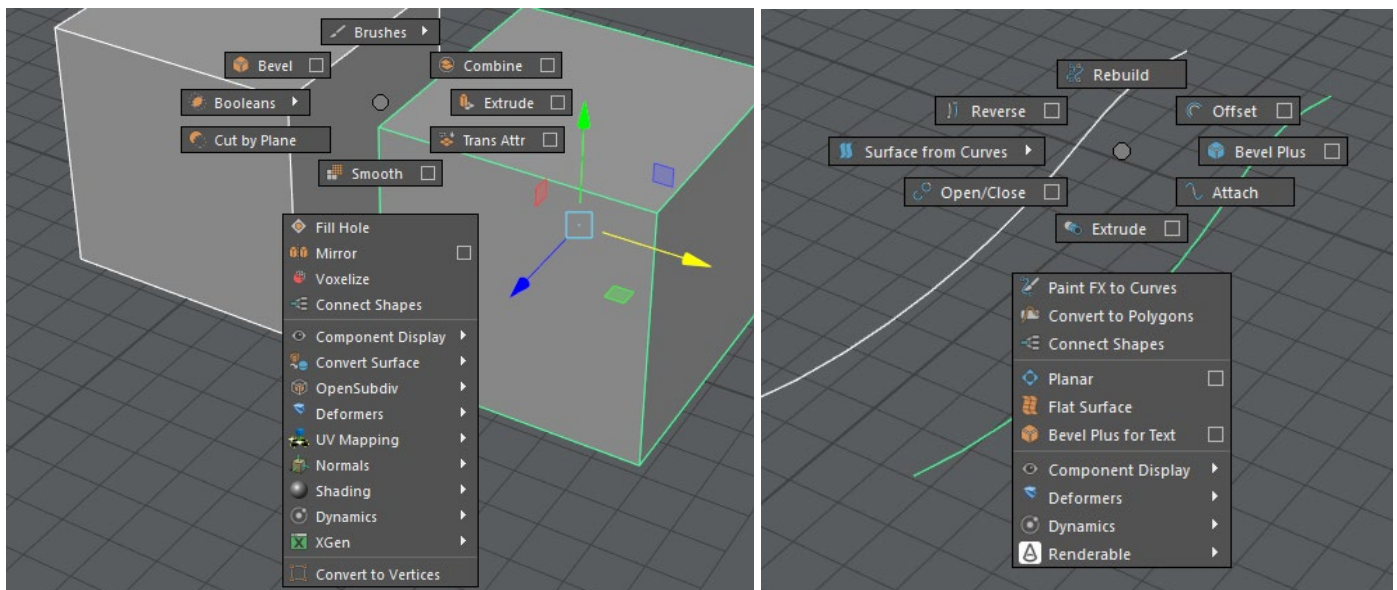 Brushes
Bevel
Combine
Booleans
Extrude
Cut by Plane
Trans Attr
Smooth
Fill Hole
Mirror
Voxelize
Connect Shapes
Component Display
Convert Surface
OpenSubdiv
Deformers
UV Mapping
Normals
Shading
Dynamics
XGen
Convert to Vertices
Rebuild
Reverse
Offset
Surface from Curves
Bevel Plus
Open/Close
Attach
Extrude
Paint FX to Curves
Convert to Polygons
Connect Shapes
Planar
Flat Surface
Bevel Plus for Text
Component Display
Deformers
Dynamics
Renderable